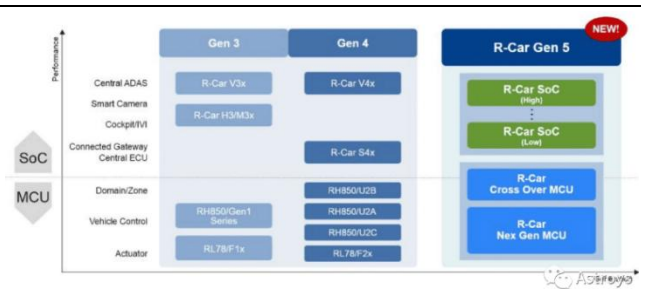 NEW!
Performance
Gen 3
Gen 4
R-Car Gen 5
Central ADAS
R-Car V3x
R-Car V4x
R-Car SoC
(High)
Smart Camera
R-Car H3/M3x
Cockpit/IVI
R-Car SoC
(Low)
Connected Gateway
Central ECU
R-Car S4x
SoC
MCU
Domain/Zone
RH850/U2B
R-Car
Cross Over MCU
Vehicle Control
RH850/Gen1
Series
RH850/U2A
RH850/U2C
R-Car
Nex Gen MCU
Actuator
RL78/F1x
RL78/F2x
Astroys